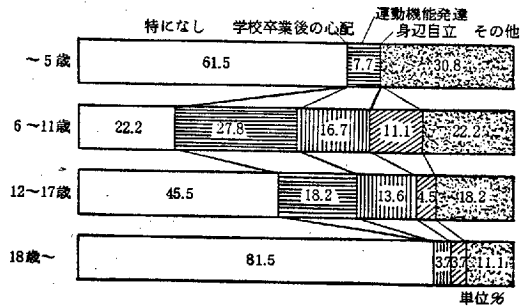 運動機能発達
特になし 学校卒業後の心配 身辺自立 その他
～5歳 61.5 7.7 30.8
6～11歳 22.2 27.8 16.7 11.1 22.2
12～17歳 45.5 18.2 13.6 4.5 18.2
18歳～ 81.5 3.7 3.7 11.1
単位％